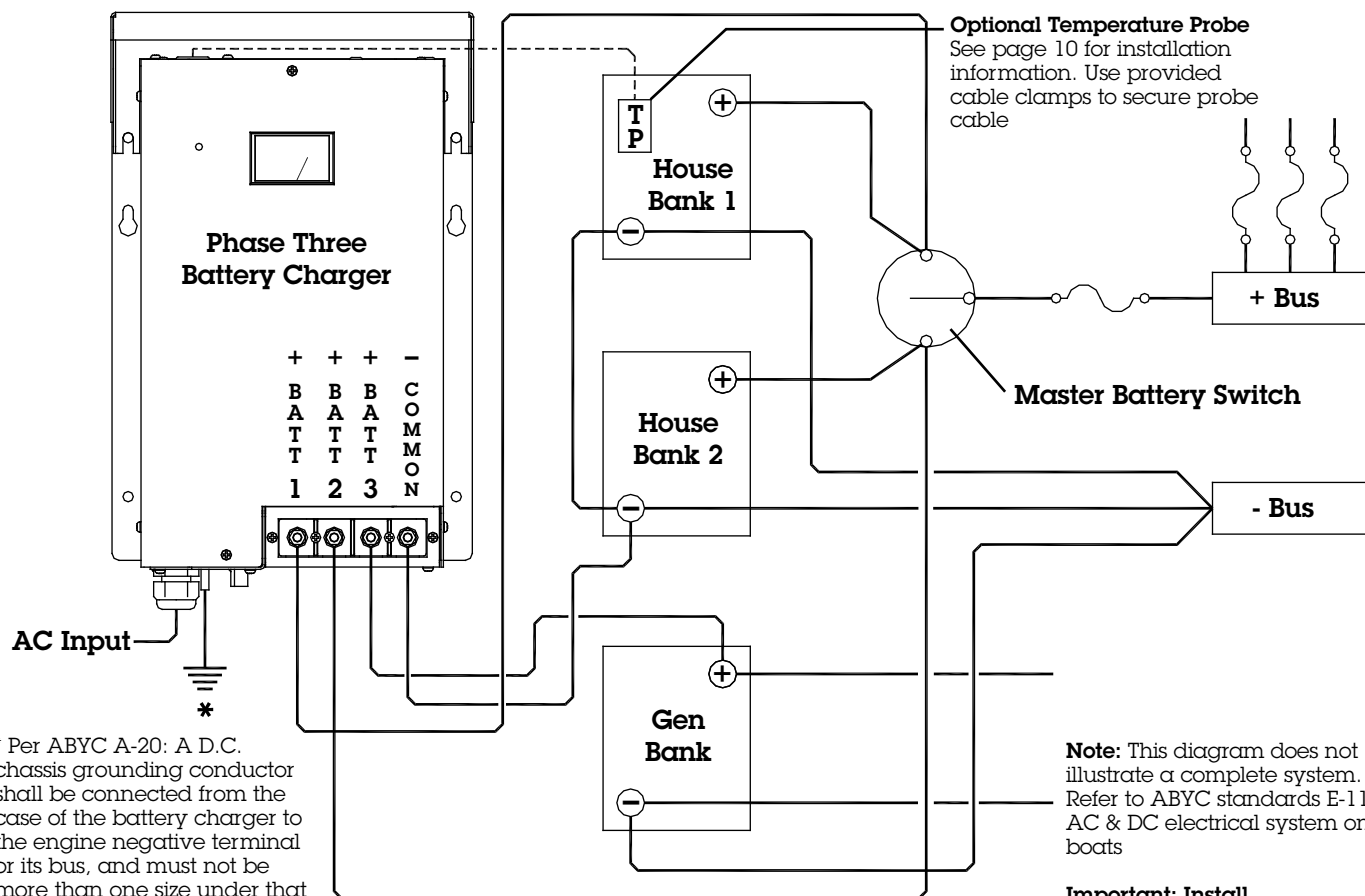 Optional Temperature Probe
See page 10 for installation
information. Use provided
cable clamps to secure probe
cable
T
P
+
House
Bank 1
−
Phase Three
Battery Charger
+ + + −
BATT 1
BATT 2
BATT 3
COMMON
+ Bus
Master Battery Switch
+
House
Bank 2
−
- Bus
AC Input
*
+
Gen
Bank
−
Per ABYC A-20: A D.C.
chassis grounding conductor
shall be connected from the
case of the battery charger to
the engine negative terminal
or its bus, and must not be
more than one size under that
Note: This diagram does not
illustrate a complete system.
Refer to ABYC standards E-11
AC & DC electrical system on
boats
Important: Install